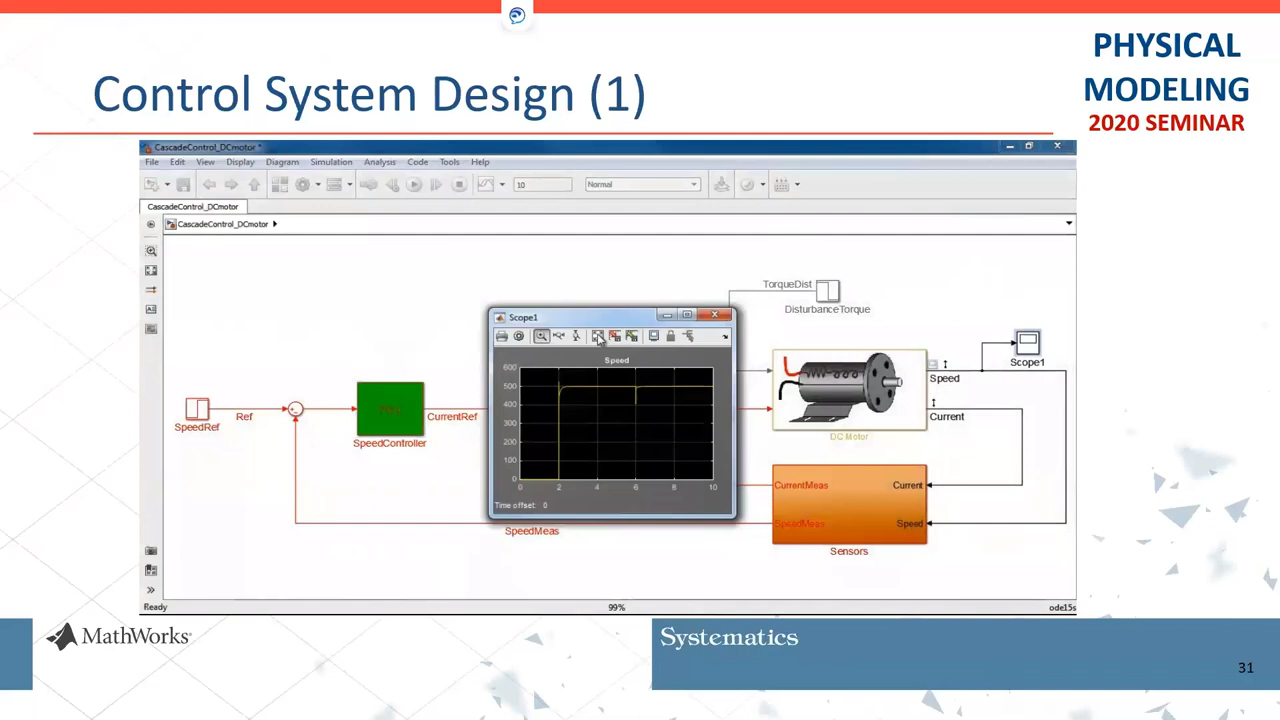 PHYSICAL
MODELING
2020 SEMINAR
Control System Design (1)
CascadeControl_DCmotor *
File Edit View Display Diagram Simulation Analysis Code Tools Help
10
Normal
CascadeControl_DCmotor
CascadeControl_DCmotor
TorqueDist
DisturbanceTorque
Scope1
Speed
600
500
400
300
200
100
0
0 2 4 6 8 10
Time offset: 0
SpeedRef
Ref
SpeedController
CurrentRef
SpeedMeas
DC Motor
Speed
Current
Scope1
CurrentMeas
Current
SpeedMeas
Speed
Sensors
Ready
99%
ode15s
MathWorks
Systematics
31